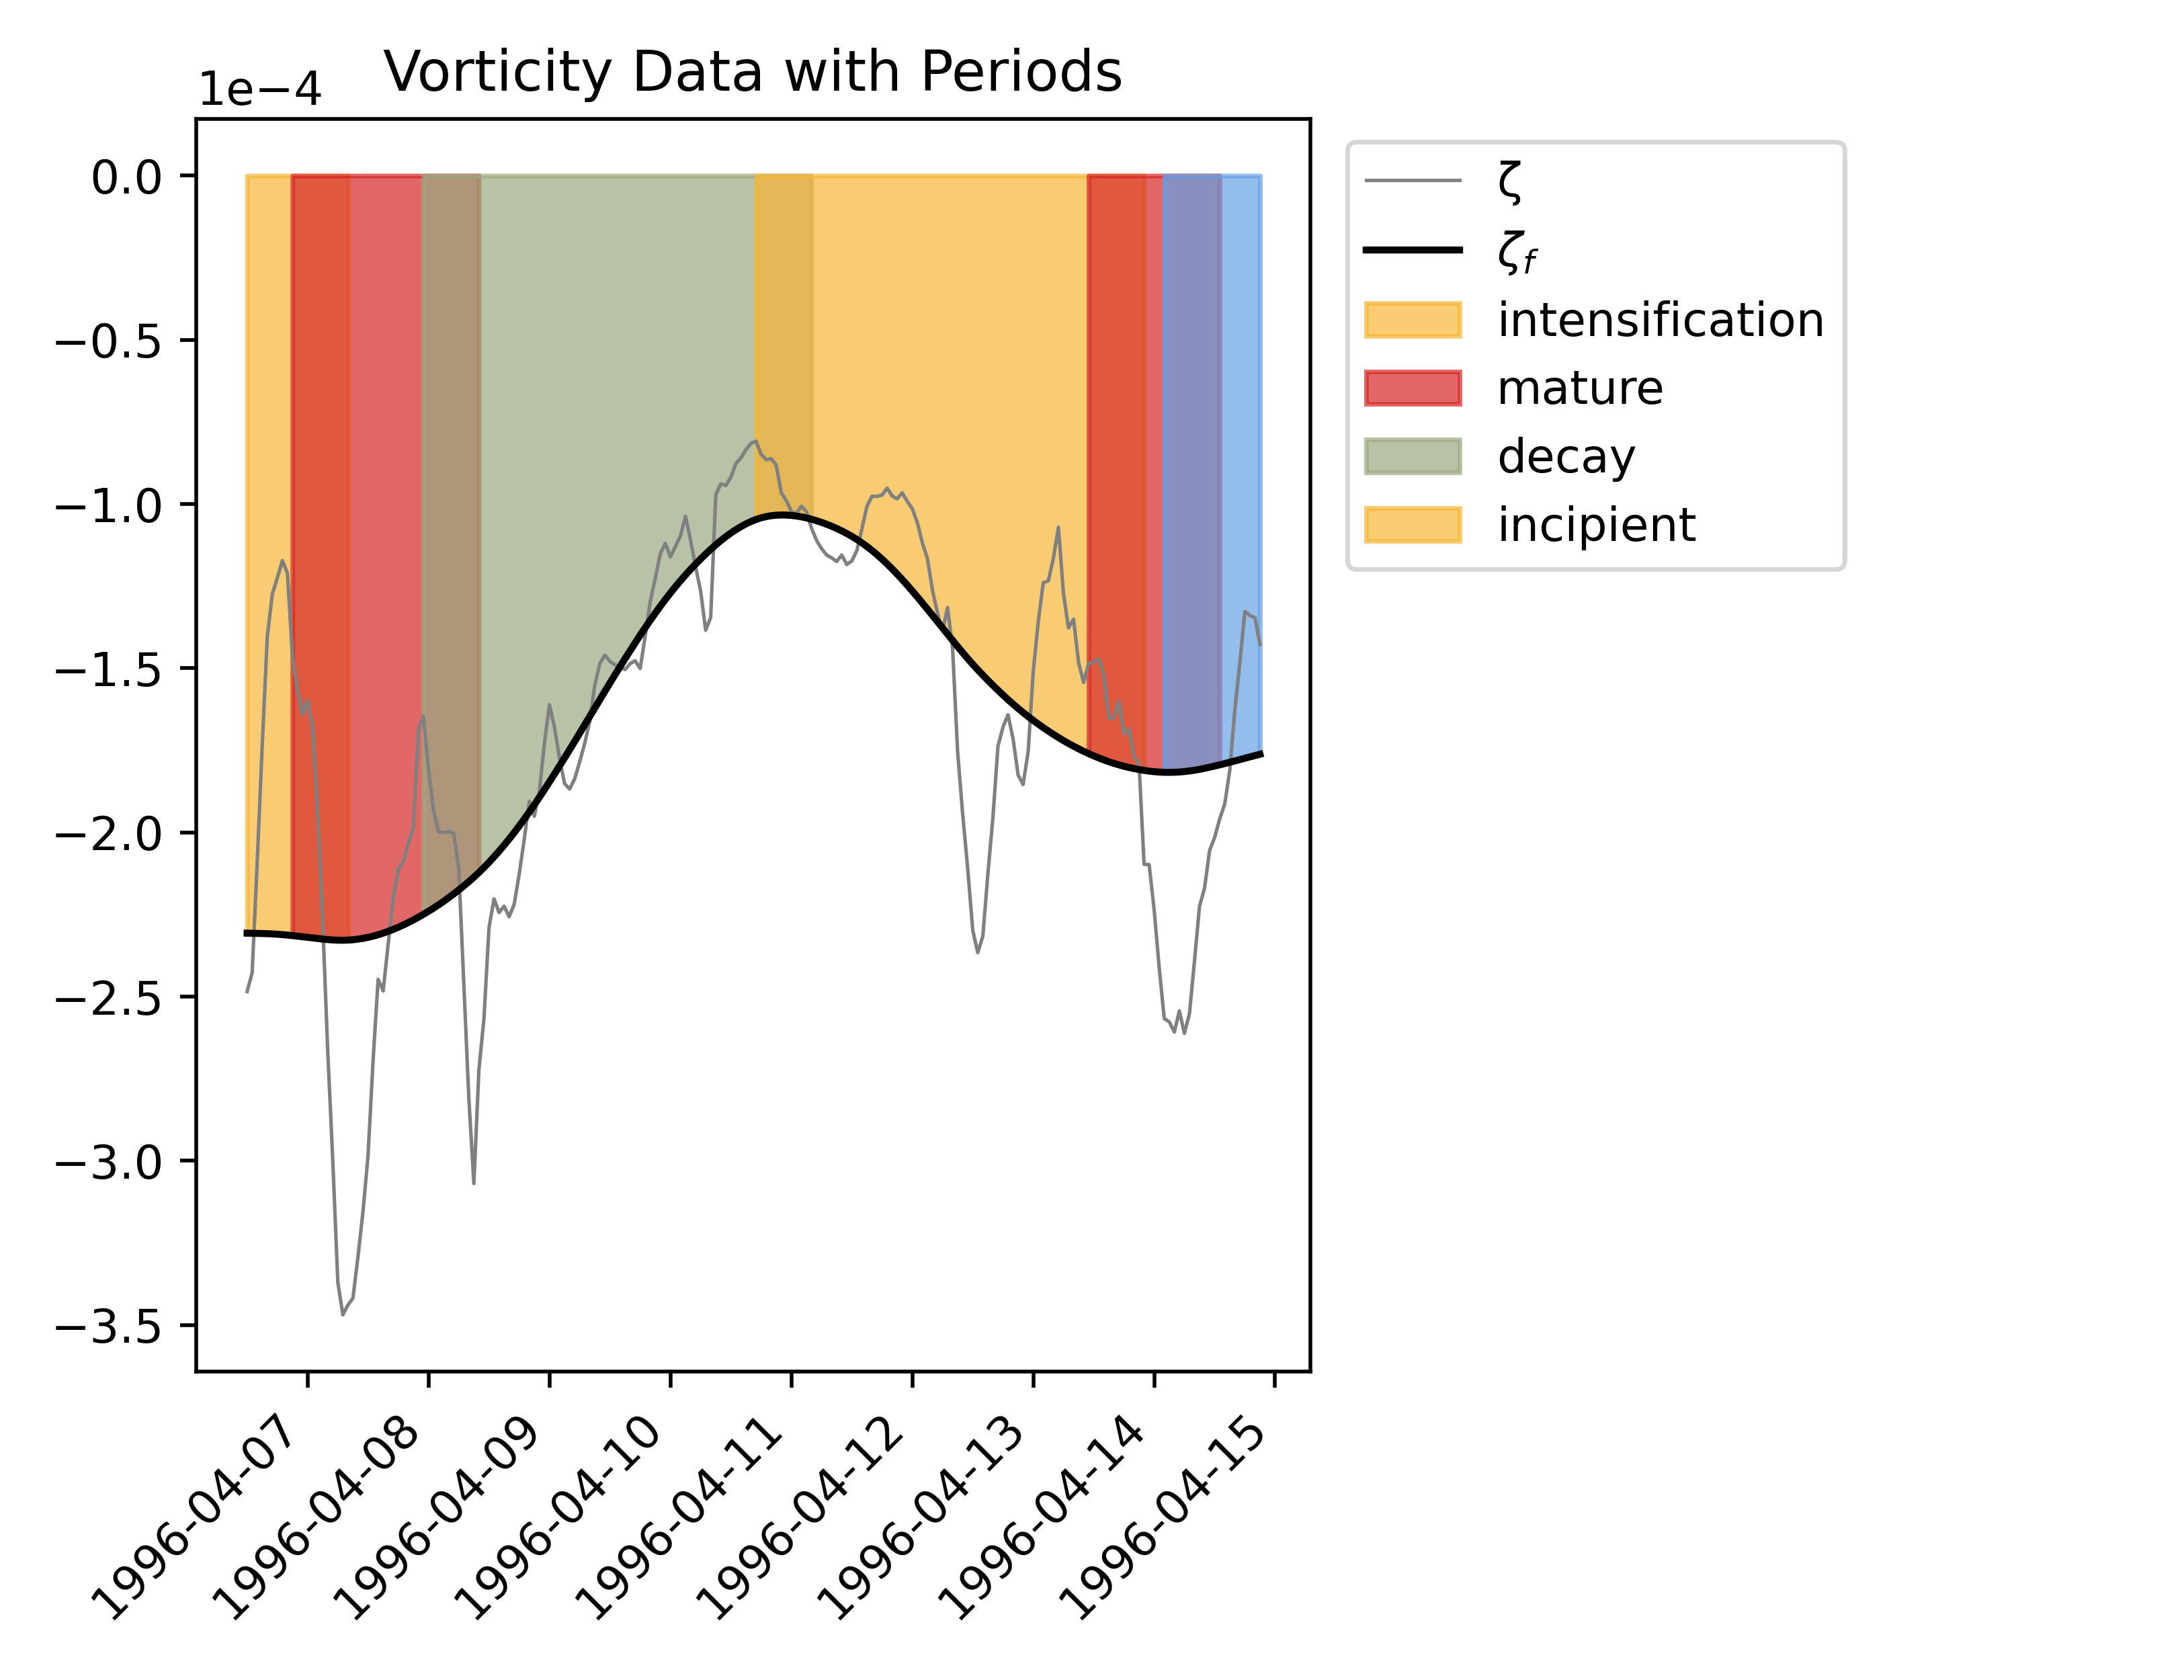 Vorticity Data with Periods
1e−4
0.0
−0.5
−1.0
−1.5
−2.0
−2.5
−3.0
−3.5
1996-04-07
1996-04-08
1996-04-09
1996-04-10
1996-04-11
1996-04-12
1996-04-13
1996-04-14
1996-04-15
ζ
ζf
intensification
mature
decay
incipient